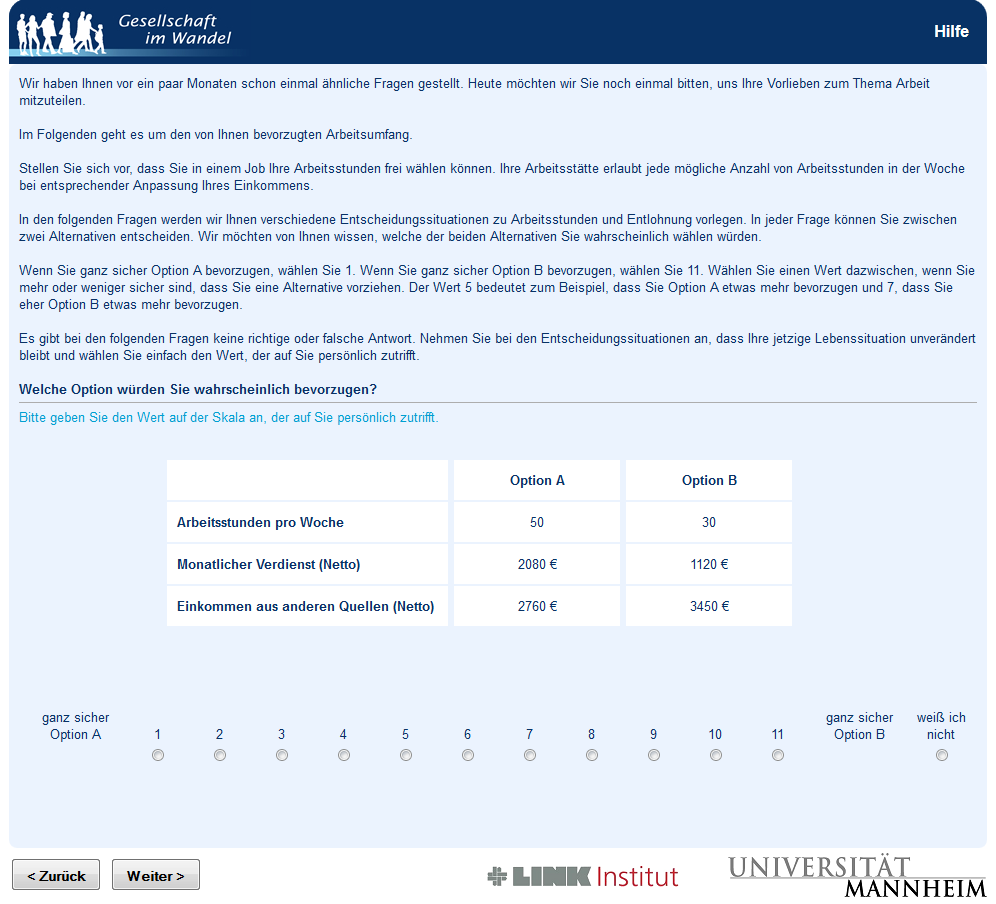 Gesellschaft
im Wandel
Hilfe
Wir haben Ihnen vor ein paar Monaten schon einmal ähnliche Fragen gestellt. Heute möchten wir Sie noch einmal bitten, uns Ihre Vorlieben zum Thema Arbeit
mitzuteilen.
Im Folgenden geht es um den von Ihnen bevorzugten Arbeitsumfang.
Stellen Sie sich vor, dass Sie in einem Job Ihre Arbeitsstunden frei wählen können. Ihre Arbeitsstätte erlaubt jede mögliche Anzahl von Arbeitsstunden in der Woche
bei entsprechender Anpassung Ihres Einkommens.
In den folgenden Fragen werden wir Ihnen verschiedene Entscheidungssituationen zu Arbeitsstunden und Entlohnung vorlegen. In jeder Frage können Sie zwischen
zwei Alternativen entscheiden. Wir möchten von Ihnen wissen, welche der beiden Alternativen Sie wahrscheinlich wählen würden.
Wenn Sie ganz sicher Option A bevorzugen, wählen Sie 1. Wenn Sie ganz sicher Option B bevorzugen, wählen Sie 11. Wählen Sie einen Wert dazwischen, wenn Sie
mehr oder weniger sicher sind, dass Sie eine Alternative vorziehen. Der Wert 5 bedeutet zum Beispiel, dass Sie Option A etwas mehr bevorzugen und 7, dass Sie
eher Option B etwas mehr bevorzugen.
Es gibt bei den folgenden Fragen keine richtige oder falsche Antwort. Nehmen Sie bei den Entscheidungssituationen an, dass Ihre jetzige Lebenssituation unverändert
bleibt und wählen Sie einfach den Wert, der auf Sie persönlich zutrifft.
Welche Option würden Sie wahrscheinlich bevorzugen?
Bitte geben Sie den Wert auf der Skala an, der auf Sie persönlich zutrifft.
Option A Option B
Arbeitsstunden pro Woche 50 30
Monatlicher Verdienst (Netto) 2080 € 1120 €
Einkommen aus anderen Quellen (Netto) 2760 € 3450 €
ganz sicher ganz sicher weiß ich
Option A 1 2 3 4 5 6 7 8 9 10 11 Option B nicht
< Zurück Weiter >
LINK Institut
UNIVERSITÄT
MANNHEIM